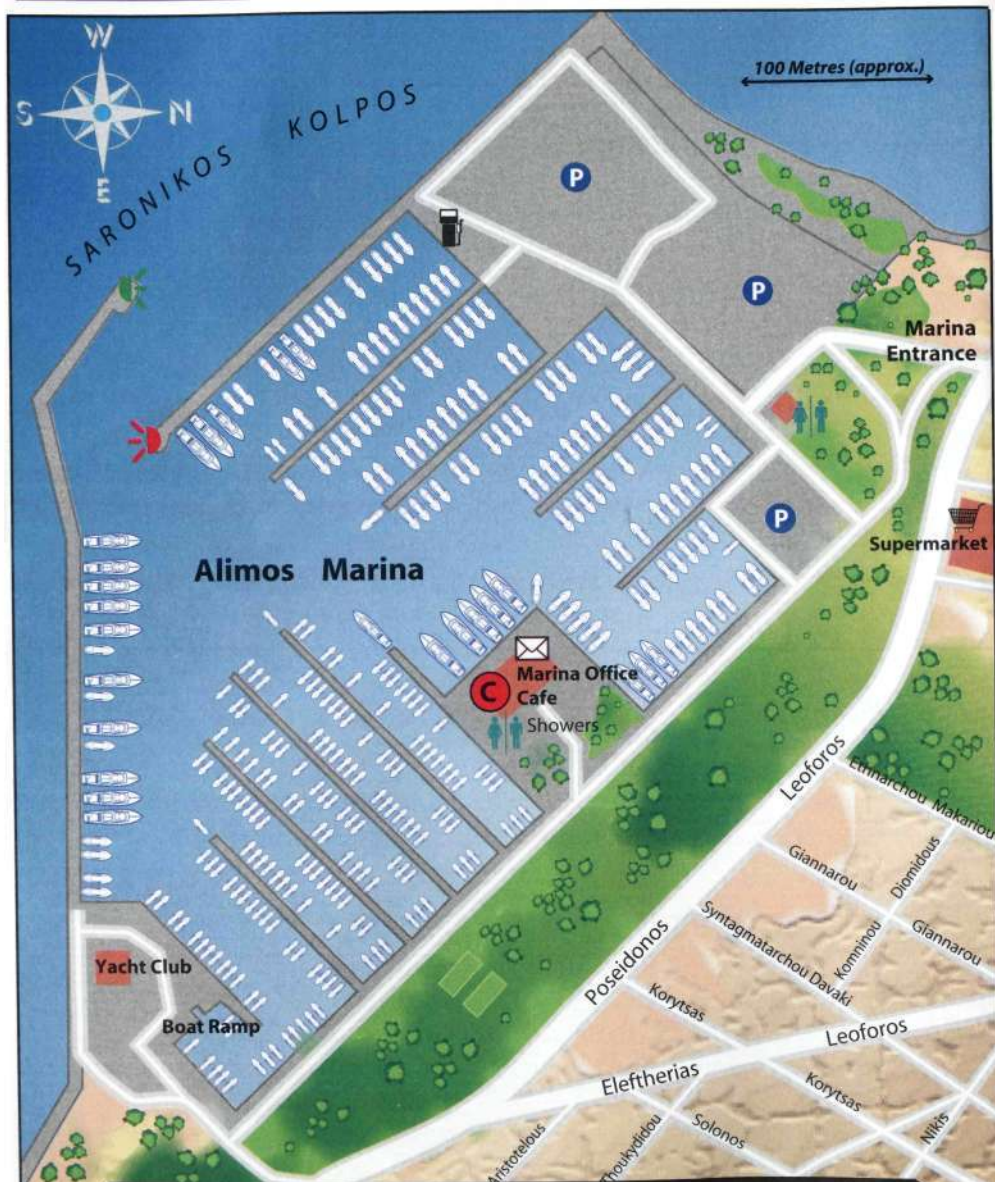 W
S
N
E
100 Metres (approx.)
SARONIKOS KOLPOS
P
P
Marina
Entrance
P
Supermarket
Alimos Marina
Marina Office
C
Cafe
Showers
Leoforos
Poseidonos
Ethnarchou Makariou
Giannarou
Diomidous
Komninou
Giannarou
Syntagmatarchou Davaki
Korytsas
Yacht Club
Boat Ramp
Eleftherias
Leoforos
Korytsas
Aristotelous
Thoukydidou
Solonos
Nikis